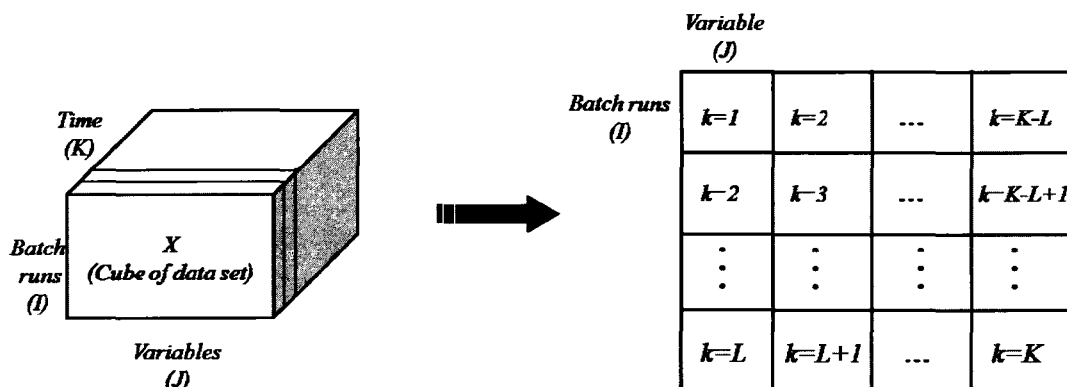 Time
(K)
X
(Cube of data set)
Batch
runs
(I)
Variables
(J)
Variable
(J)
Batch runs
(I)
k=1 k=2 ... k=K-L
k=2 k=3 ... k=K-L+1
k=L k=L+1 ... k=K